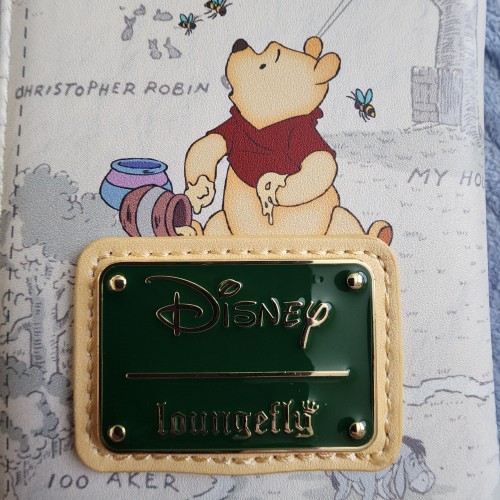 CHRISTOPHER ROBIN
MY HO
Disney
loungefly
100 AKER